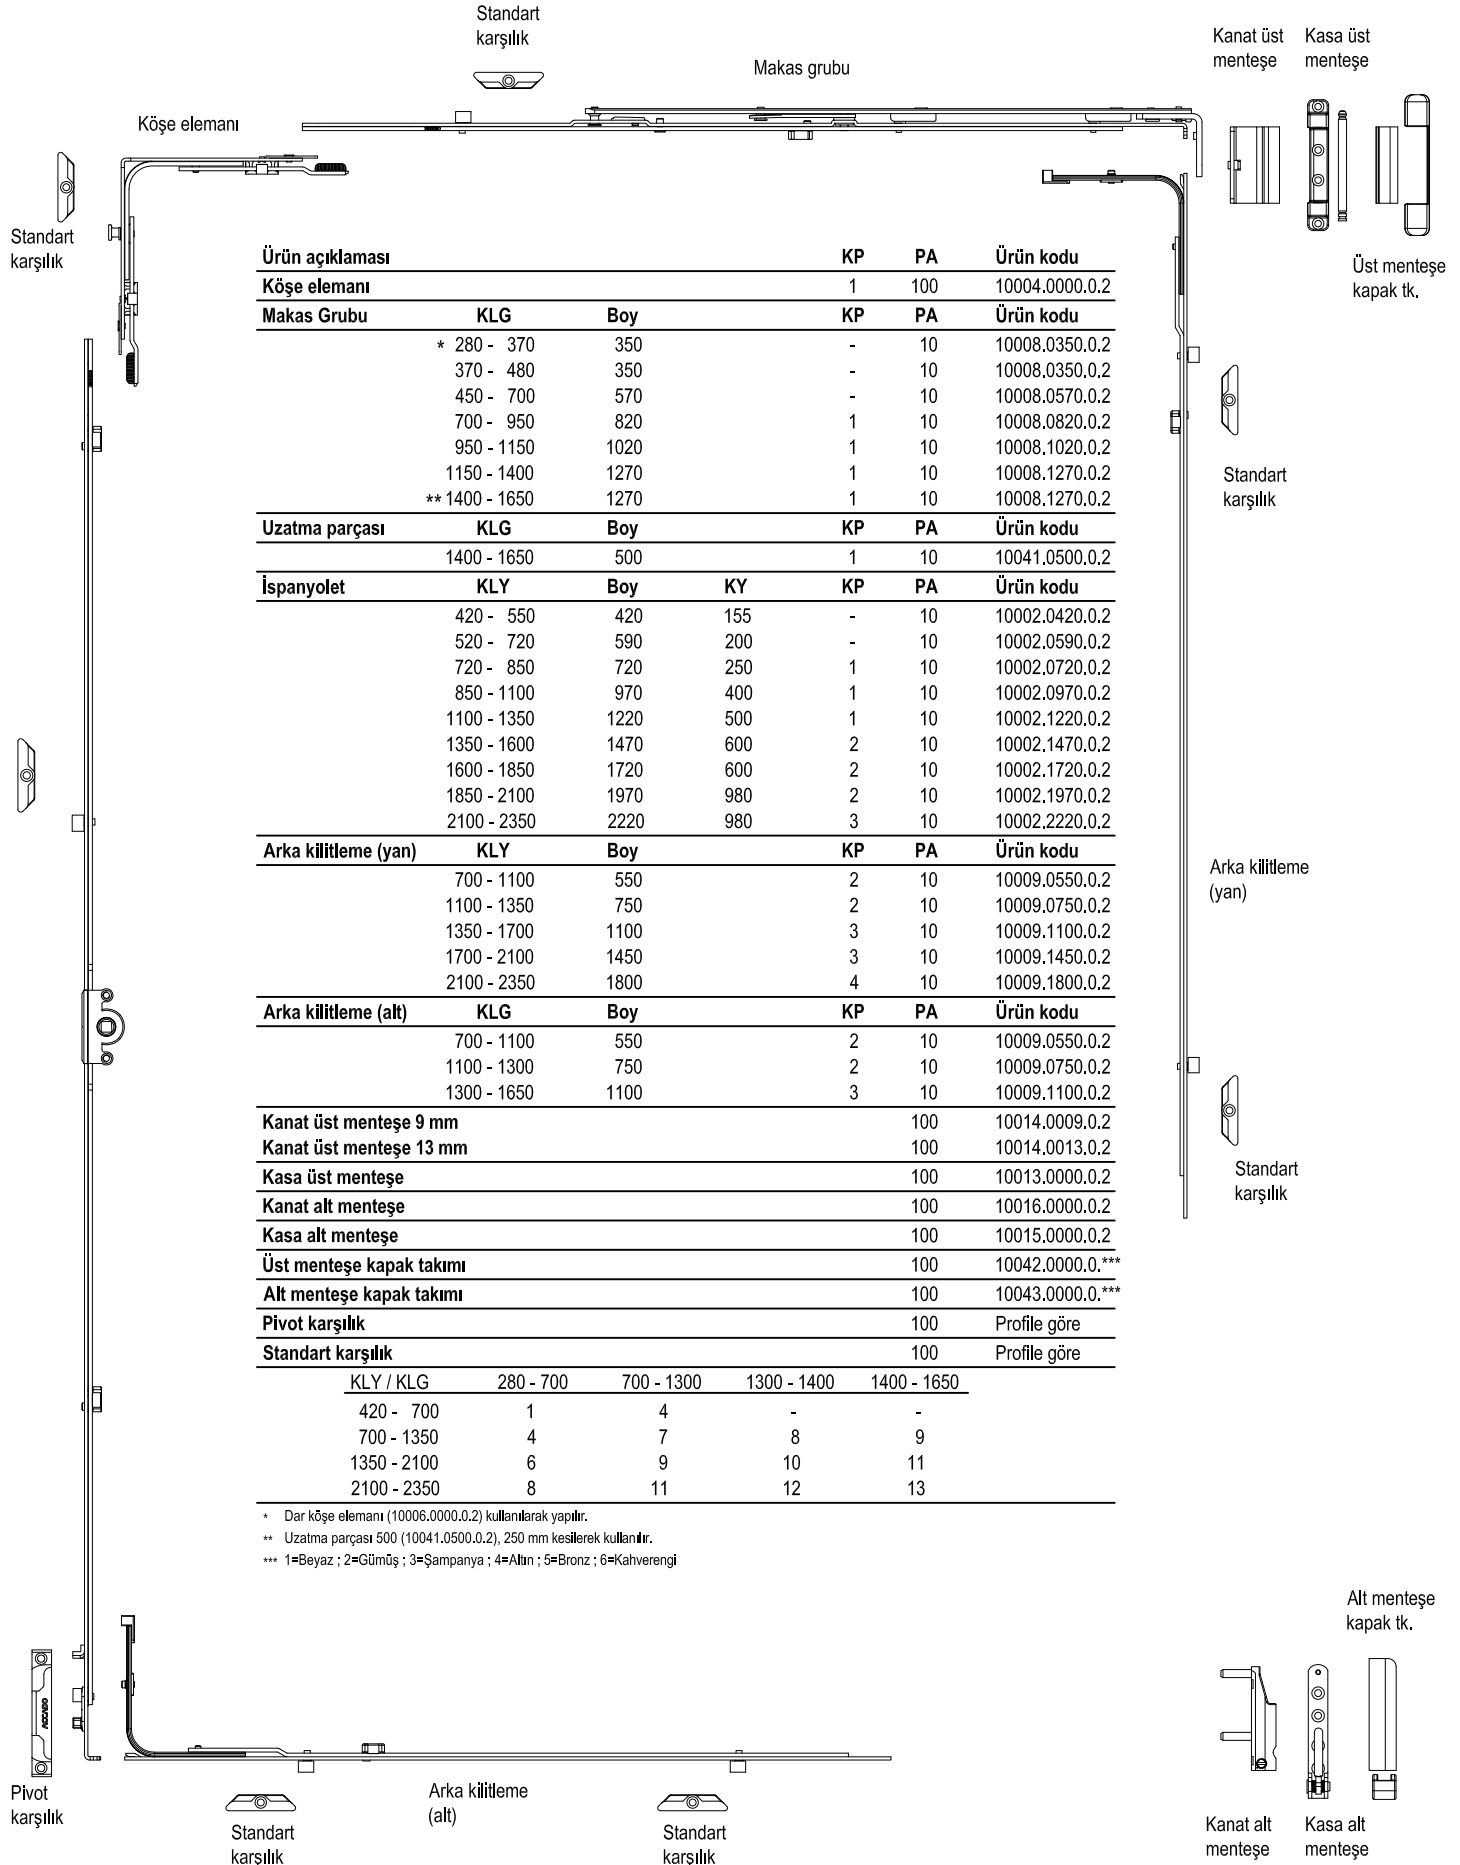 Standart
karşılık
Makas grubu
Kanat üst
menteşe
Kasa üst
menteşe
Köşe elemanı
Standart
karşılık
Üst menteşe
kapak tk.
Ürün açıklaması KP PA Ürün kodu
Köşe elemanı 1 100 10004.0000.0.2
Makas Grubu KLG Boy KP PA Ürün kodu
* 280 - 370 350 - 10 10008.0350.0.2
370 - 480 350 - 10 10008.0350.0.2
450 - 700 570 - 10 10008.0570.0.2
700 - 950 820 1 10 10008.0820.0.2
950 - 1150 1020 1 10 10008.1020.0.2
1150 - 1400 1270 1 10 10008.1270.0.2
** 1400 - 1650 1270 1 10 10008.1270.0.2
Uzatma parçası KLG Boy KP PA Ürün kodu
1400 - 1650 500 1 10 10041.0500.0.2
İspanyolet KLY Boy KY KP PA Ürün kodu
420 - 550 420 155 - 10 10002.0420.0.2
520 - 720 590 200 - 10 10002.0590.0.2
720 - 850 720 250 1 10 10002.0720.0.2
850 - 1100 970 400 1 10 10002.0970.0.2
1100 - 1350 1220 500 1 10 10002.1220.0.2
1350 - 1600 1470 600 2 10 10002.1470.0.2
1600 - 1850 1720 600 2 10 10002.1720.0.2
1850 - 2100 1970 980 2 10 10002.1970.0.2
2100 - 2350 2220 980 3 10 10002.2220.0.2
Arka kilitleme (yan) KLY Boy KP PA Ürün kodu
700 - 1100 550 2 10 10009.0550.0.2
1100 - 1350 750 2 10 10009.0750.0.2
1350 - 1700 1100 3 10 10009.1100.0.2
1700 - 2100 1450 3 10 10009.1450.0.2
2100 - 2350 1800 4 10 10009.1800.0.2
Arka kilitleme (alt) KLG Boy KP PA Ürün kodu
700 - 1100 550 2 10 10009.0550.0.2
1100 - 1300 750 2 10 10009.0750.0.2
1300 - 1650 1100 3 10 10009.1100.0.2
Kanat üst menteşe 9 mm 100 10014.0009.0.2
Kanat üst menteşe 13 mm 100 10014.0013.0.2
Kasa üst menteşe 100 10013.0000.0.2
Kanat alt menteşe 100 10016.0000.0.2
Kasa alt menteşe 100 10015.0000.0.2
Üst menteşe kapak takımı 100 10042.0000.0.***
Alt menteşe kapak takımı 100 10043.0000.0.***
Pivot karşılık 100 Profile göre
Standart karşılık 100 Profile göre
KLY / KLG 280 - 700 700 - 1300 1300 - 1400 1400 - 1650
420 - 700 1 4 - -
700 - 1350 4 7 8 9
1350 - 2100 6 9 10 11
2100 - 2350 8 11 12 13
* Dar köşe elemanı (10006.0000.0.2) kullanılarak yapılır.
** Uzatma parçası 500 (10041.0500.0.2), 250 mm kesilerek kullanılır.
*** 1=Beyaz ; 2=Gümüş ; 3=Şampanya ; 4=Altın ; 5=Bronz ; 6=Kahverengi
Standart
karşılık
Arka kilitleme
(yan)
Standart
karşılık
Alt menteşe
kapak tk.
ACCADO
Pivot
karşılık
Standart
karşılık
Arka kilitleme
(alt)
Standart
karşılık
Kanat alt
menteşe
Kasa alt
menteşe